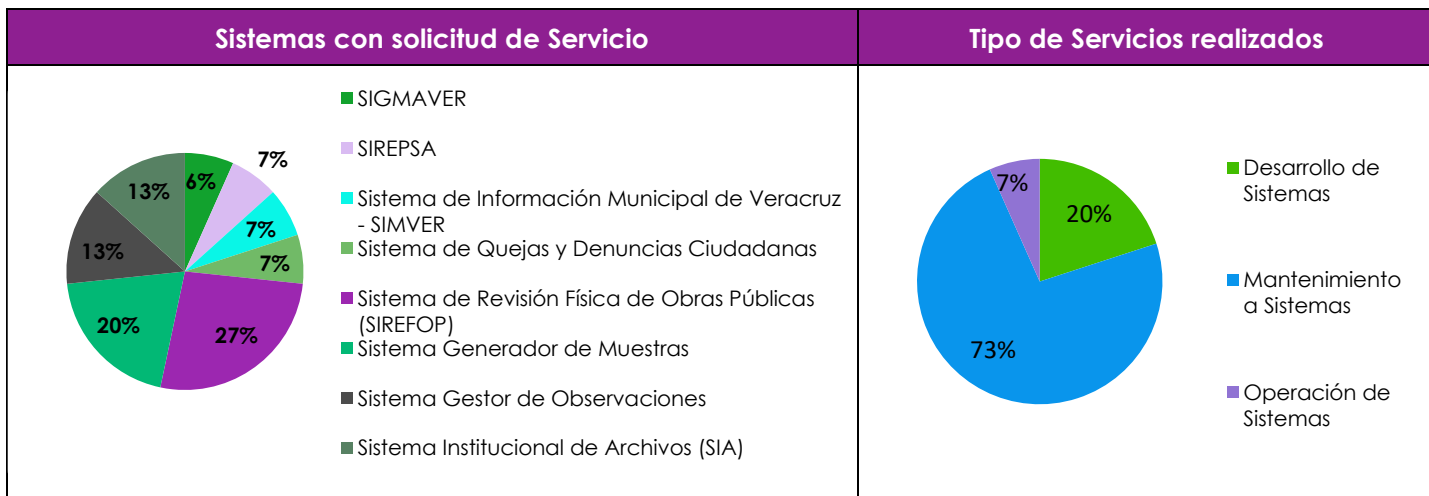 Sistemas con solicitud de Servicio
Tipo de Servicios realizados
6%
7%
7%
7%
27%
20%
13%
13%
SIGMAVER
SIREPSA
Sistema de Información Municipal de Veracruz
- SIMVER
Sistema de Quejas y Denuncias Ciudadanas
Sistema de Revisión Física de Obras Públicas
(SIREFOP)
Sistema Generador de Muestras
Sistema Gestor de Observaciones
Sistema Institucional de Archivos (SIA)
20%
73%
7%
Desarrollo de
Sistemas
Mantenimiento
a Sistemas
Operación de
Sistemas